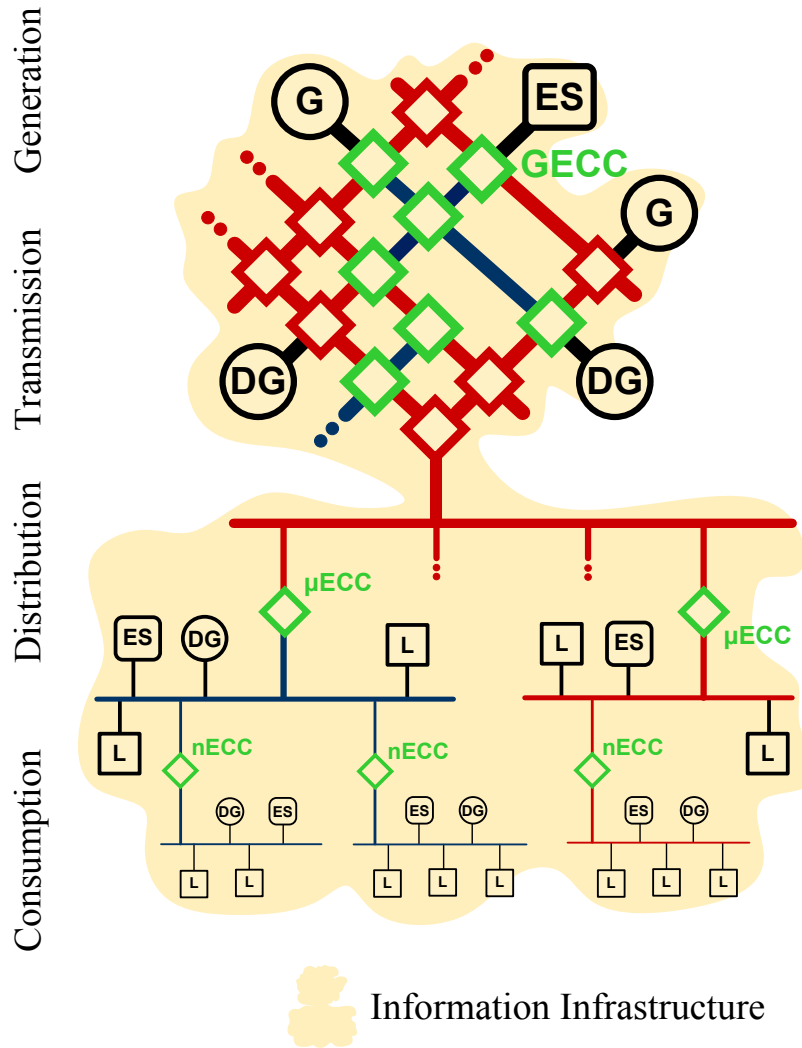 Generation
Transmission
Distribution
Consumption
G
ES
GECC
G
DG
DG
µECC
µECC
ES
DG
L
L
ES
L
L
nECC
nECC
nECC
DG
ES
L
L
ES
DG
L
L
L
ES
DG
L
L
L
Information Infrastructure